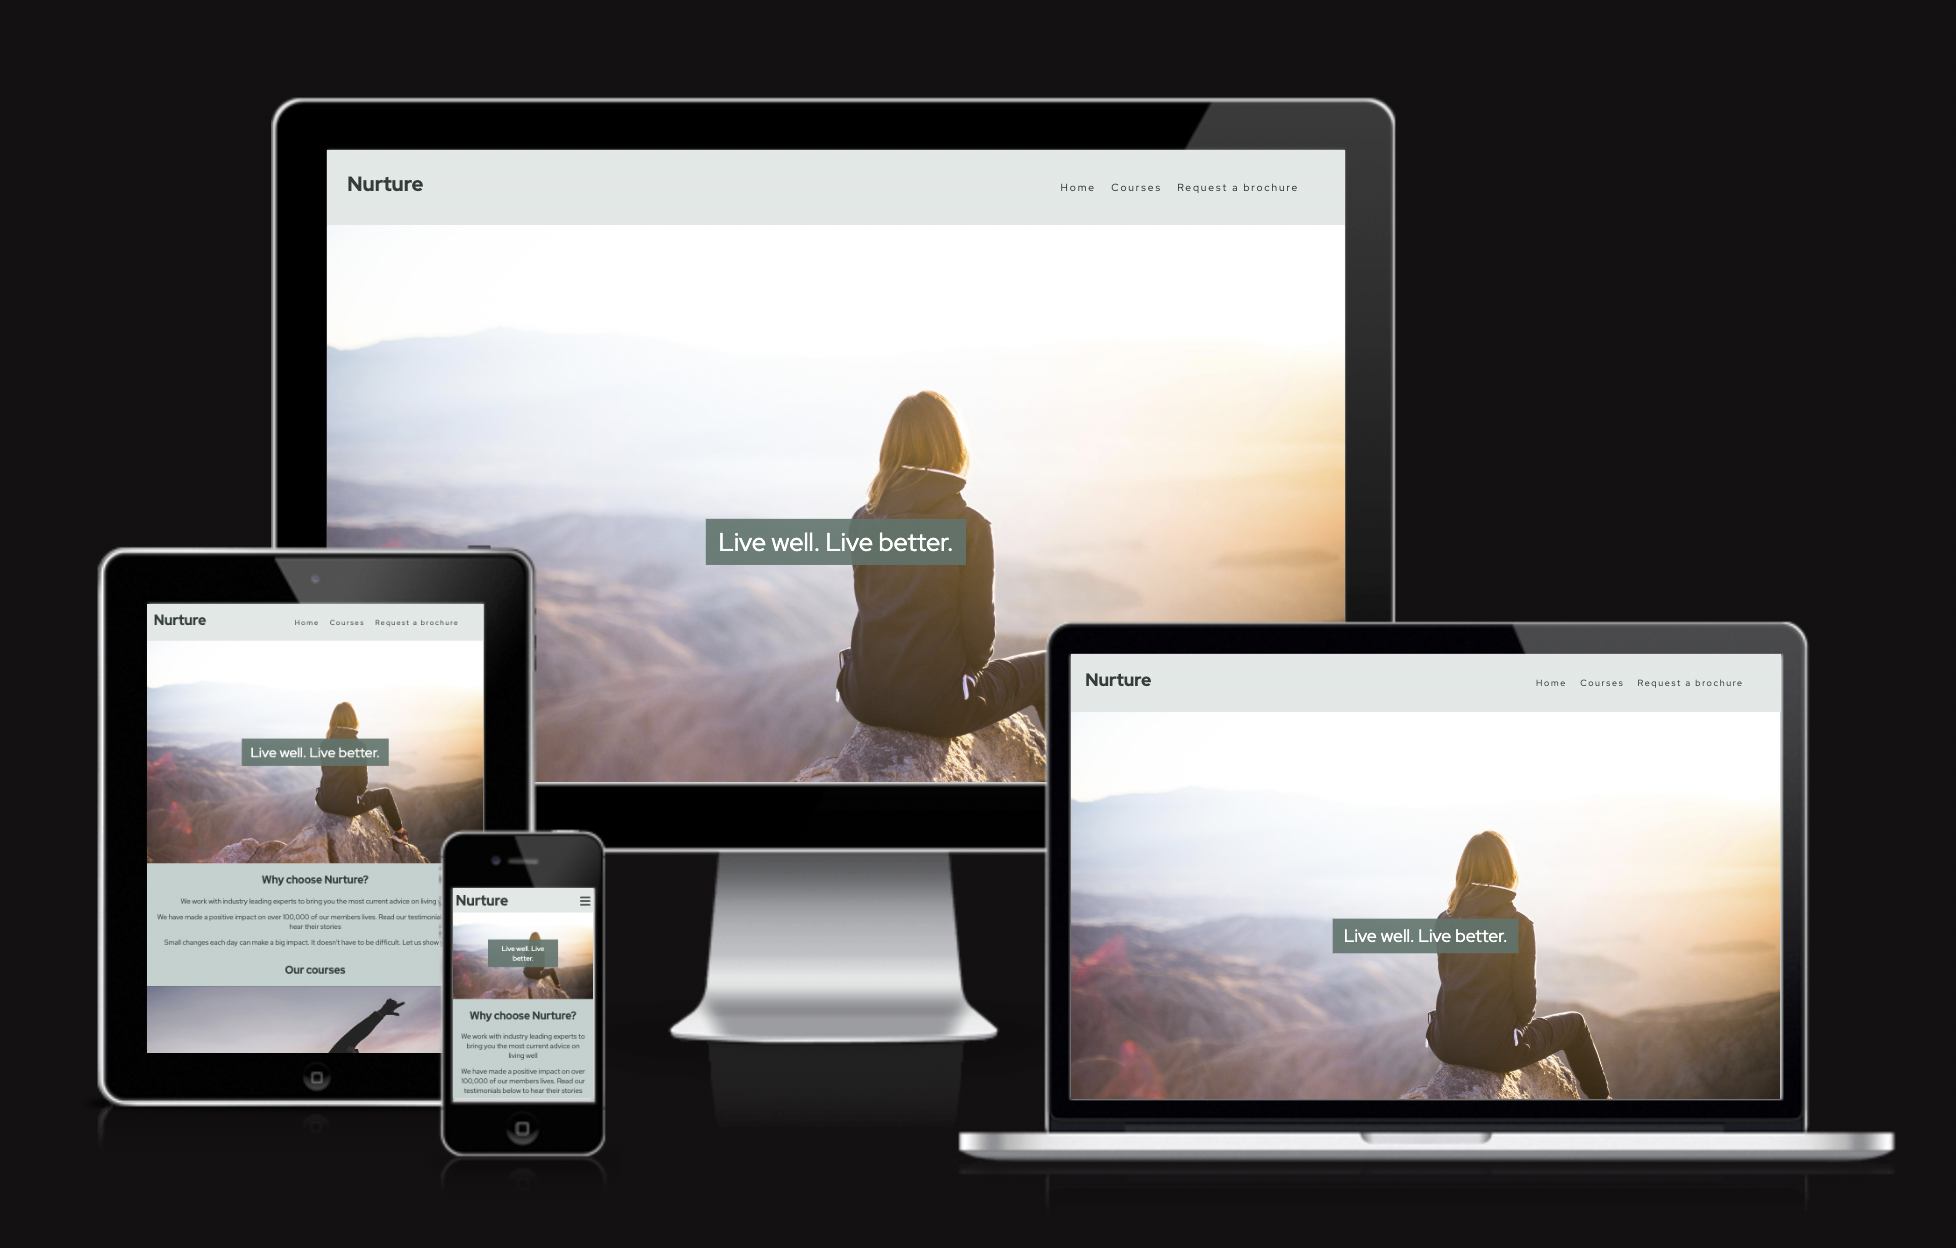 Nurture
Home Courses Request a brochure
Live well. Live better.
Nurture
Home Courses Request a brochure
Live well. Live better.
Why choose Nurture?
We work with industry leading experts to bring you the most current advice on living
We have made a positive impact on over 100,000 of our members lives. Read our
hear their stories
Small changes each day can make a big impact. It doesn't have to be difficult. Let us show
Our courses
Nurture
Live well. Live
better.
Why choose Nurture?
We work with industry leading experts to
bring you the most current advice on
living well
We have made a positive impact on over
100,000 of our members lives. Read our
testimonials below to hear their stories
Nurture
Home Courses Request a brochure
Live well. Live better.